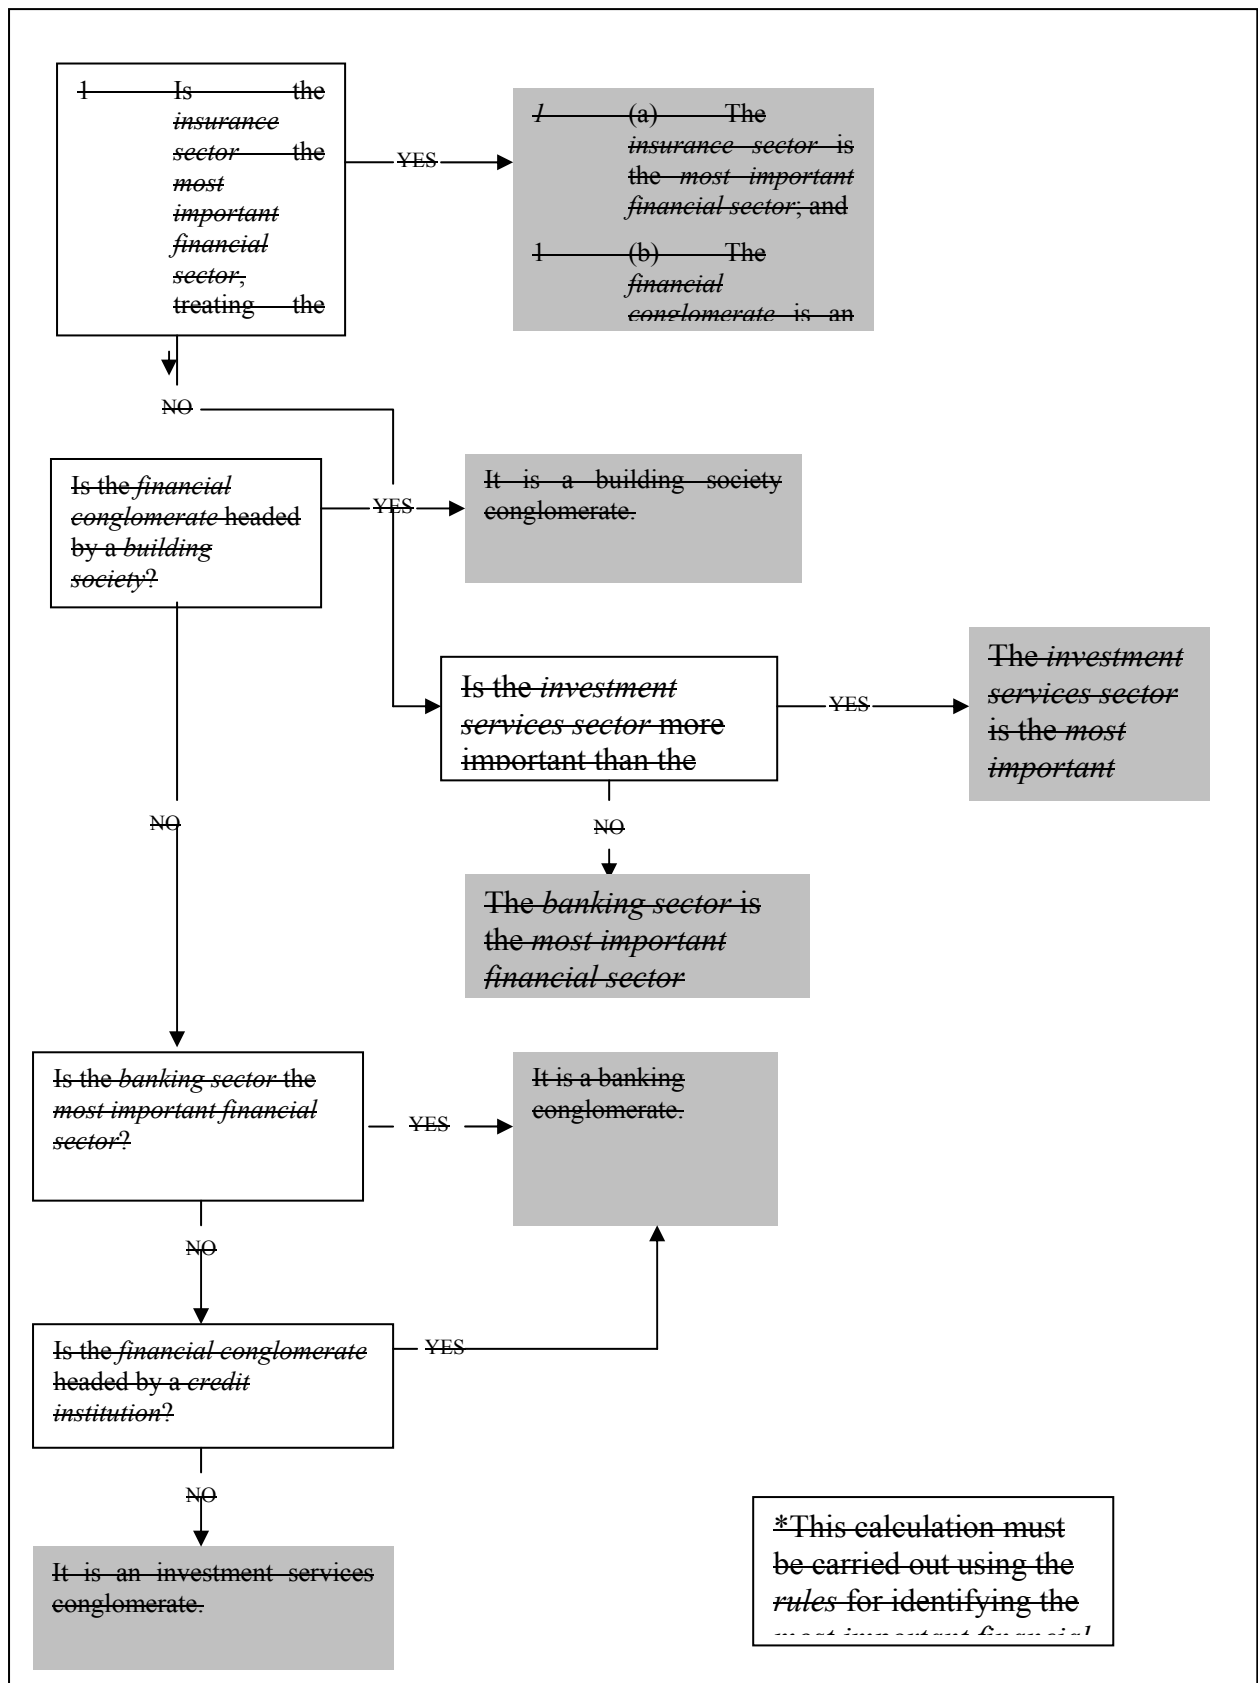 1 Is the
insurance
sector the
most
important
financial
sector,
treating the
YES
1 (a) The
insurance sector is
the most important
financial sector; and
1 (b) The
financial
conglomerate is an
NO
Is the financial
conglomerate headed
by a building
society?
YES
It is a building society
conglomerate.
Is the investment
services sector more
important than the
YES
The investment
services sector
is the most
important
NO
NO
The banking sector is
the most important
financial sector
Is the banking sector the
most important financial
sector?
YES
It is a banking
conglomerate.
NO
Is the financial conglomerate
headed by a credit
institution?
YES
NO
It is an investment services
conglomerate.
*This calculation must
be carried out using the
rules for identifying the
most important financial